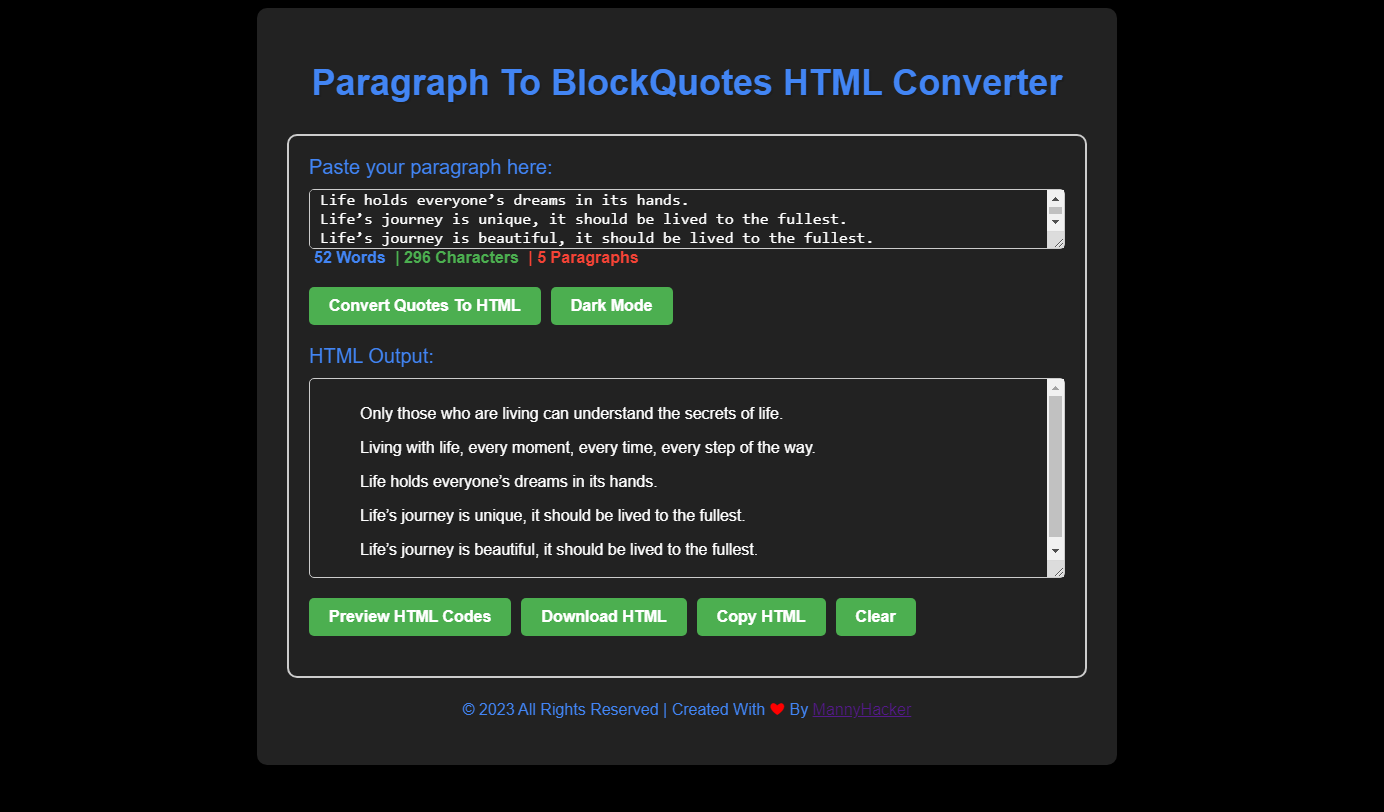 Paragraph To BlockQuotes HTML Converter
Paste your paragraph here:
Life holds everyone’s dreams in its hands.
Life’s journey is unique, it should be lived to the fullest.
Life’s journey is beautiful, it should be lived to the fullest.
52 Words | 296 Characters | 5 Paragraphs
Convert Quotes To HTML Dark Mode
HTML Output:
Only those who are living can understand the secrets of life.
Living with life, every moment, every time, every step of the way.
Life holds everyone’s dreams in its hands.
Life’s journey is unique, it should be lived to the fullest.
Life’s journey is beautiful, it should be lived to the fullest.
Preview HTML Codes Download HTML Copy HTML Clear
© 2023 All Rights Reserved | Created With ❤ By MannyHacker